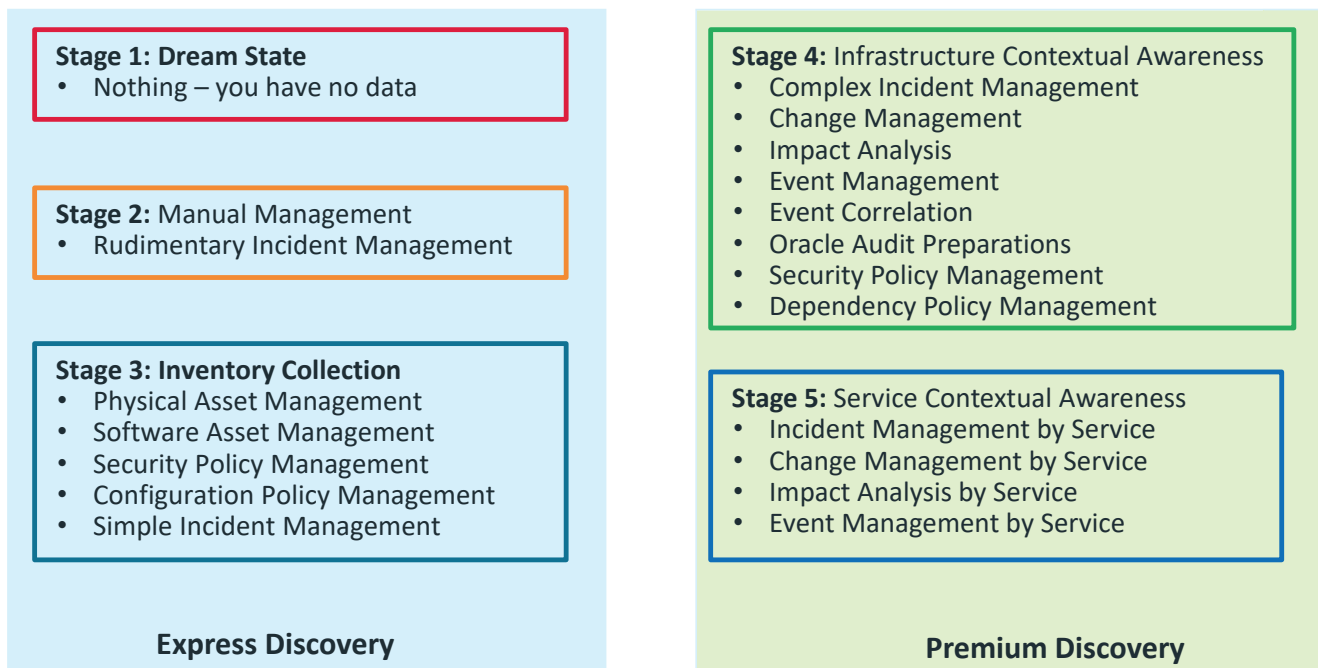 Stage 1: Dream State
• Nothing – you have no data
Stage 2: Manual Management
• Rudimentary Incident Management
Stage 3: Inventory Collection
• Physical Asset Management
• Software Asset Management
• Security Policy Management
• Configuration Policy Management
• Simple Incident Management
Express Discovery
Stage 4: Infrastructure Contextual Awareness
• Complex Incident Management
• Change Management
• Impact Analysis
• Event Management
• Event Correlation
• Oracle Audit Preparations
• Security Policy Management
• Dependency Policy Management
Stage 5: Service Contextual Awareness
• Incident Management by Service
• Change Management by Service
• Impact Analysis by Service
• Event Management by Service
Premium Discovery